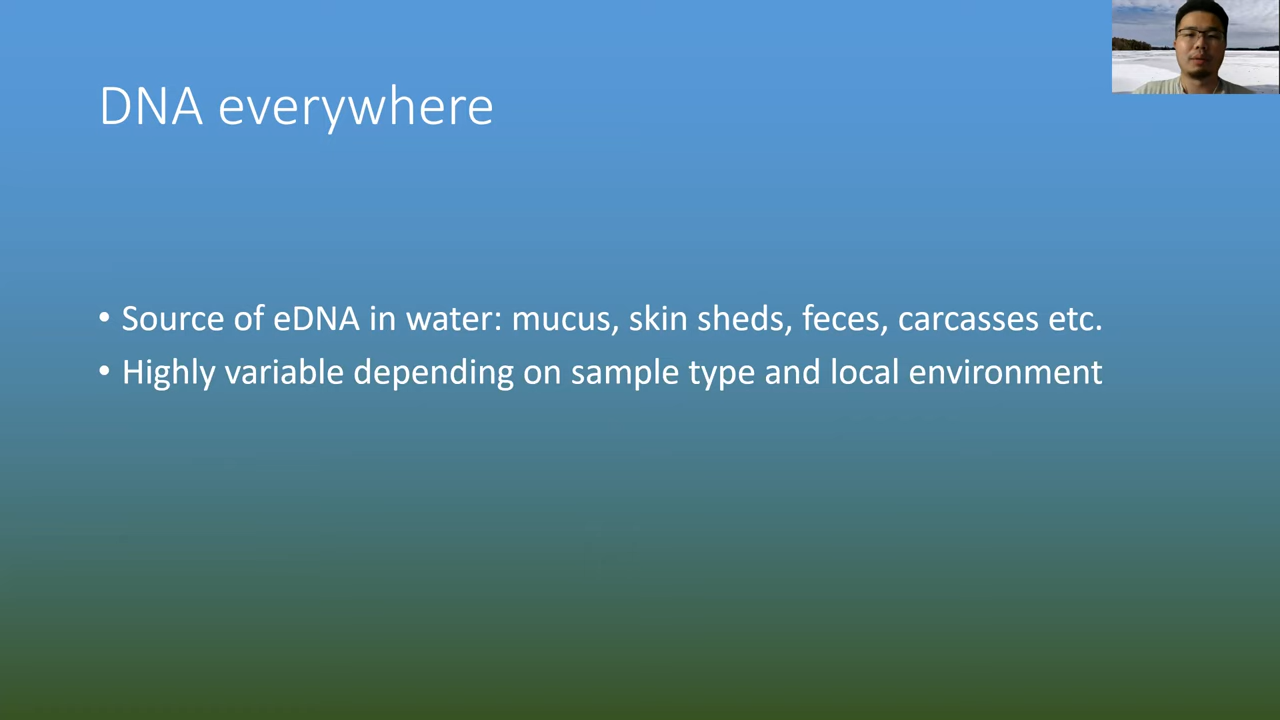 DNA everywhere
• Source of eDNA in water: mucus, skin sheds, feces, carcasses etc.
• Highly variable depending on sample type and local environment